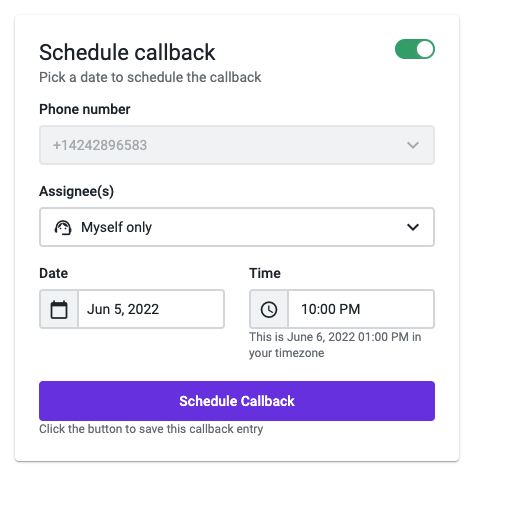 Schedule callback
Pick a date to schedule the callback
Phone number
+14242896583
Assignee(s)
Myself only
Date
Time
Jun 5, 2022
10:00 PM
This is June 6, 2022 01:00 PM in
your timezone
Schedule Callback
Click the button to save this callback entry